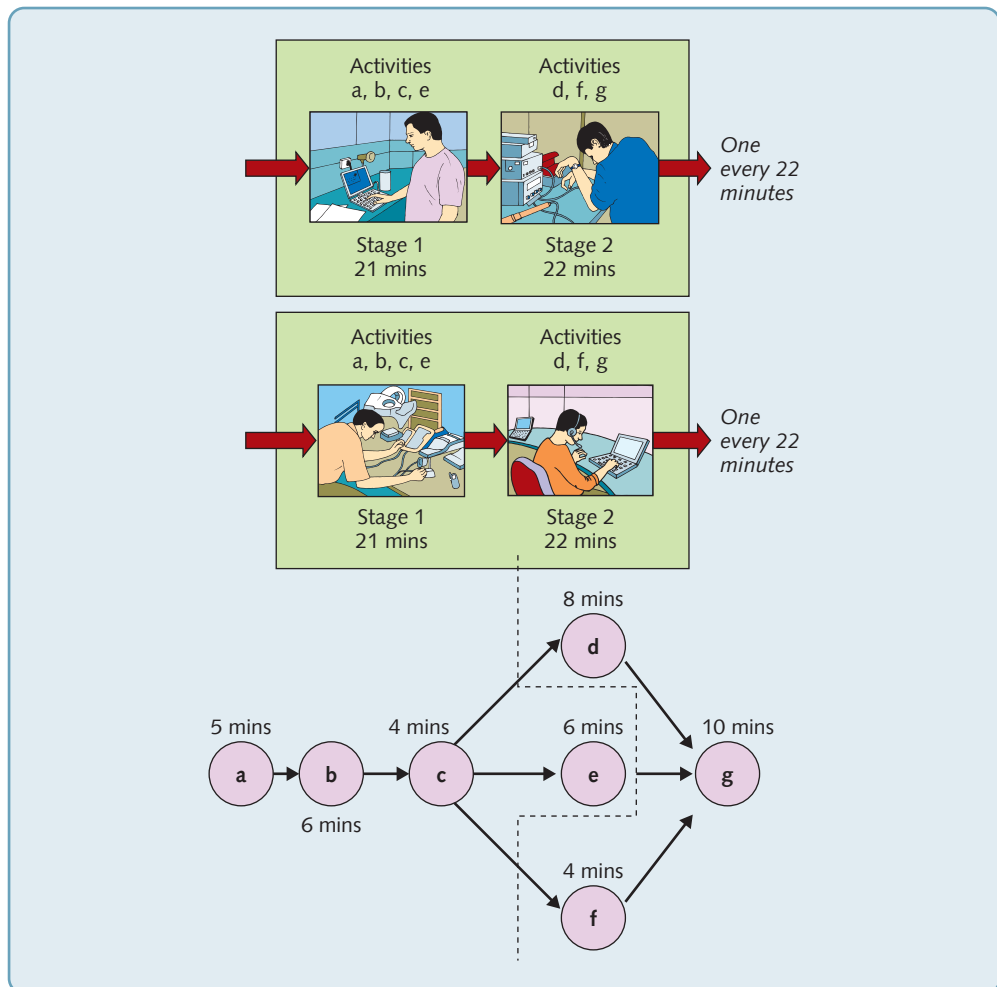 Activities
a, b, c, e
Activities
d, f, g
Stage 1
21 mins
Stage 2
22 mins
One
every 22
minutes
Activities
a, b, c, e
Activities
d, f, g
Stage 1
21 mins
Stage 2
22 mins
One
every 22
minutes
8 mins
d
5 mins
4 mins
6 mins
10 mins
a
b
c
e
g
6 mins
4 mins
f